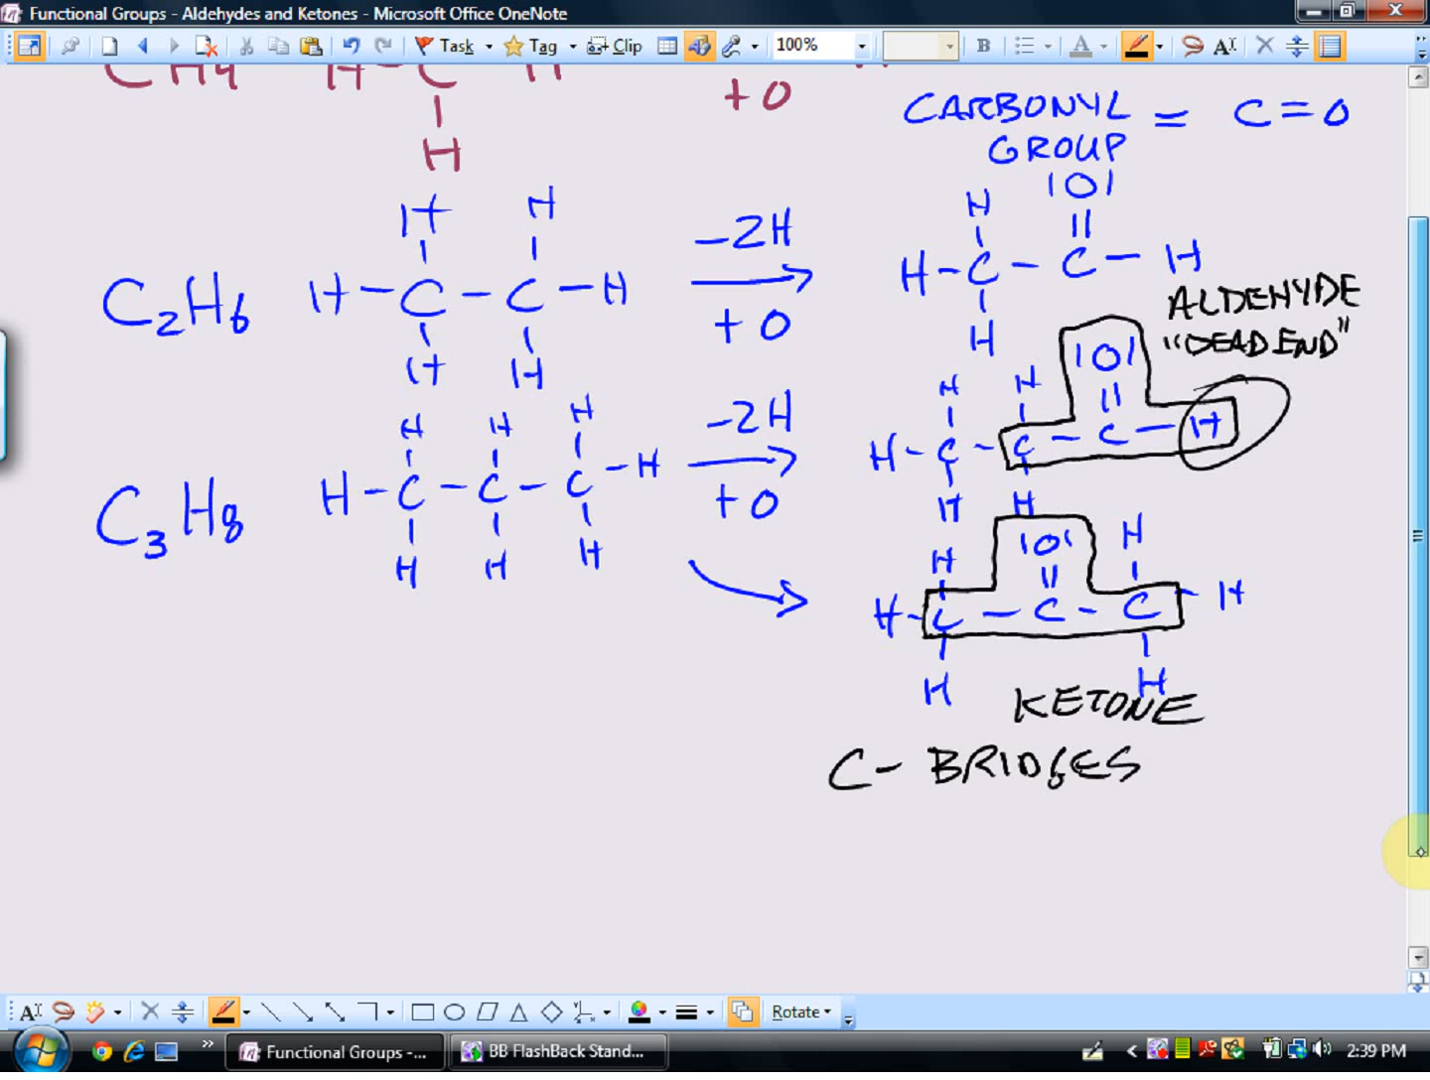 Functional Groups - Aldehydes and Ketones - Microsoft Office OneNote
Task Tag Clip 100% B A A
CH4 H-C H
H
+O
CARBONYL GROUP = C=O
C2H6
H H
H-C-C-H
H H
-2H
+O
H |O|
H-C-C-H
H
ALDEHYDE
"DEAD END"
C3H8
H H H
H-C-C-C-H
H H H
-2H
+O
H H |O|
H-C-C-C-H
H H
H |O| H
H-C-C-C-H
H H
KETONE
C- BRIDGES
A Rotate
Functional Groups -... BB FlashBack Stand... 2:39 PM